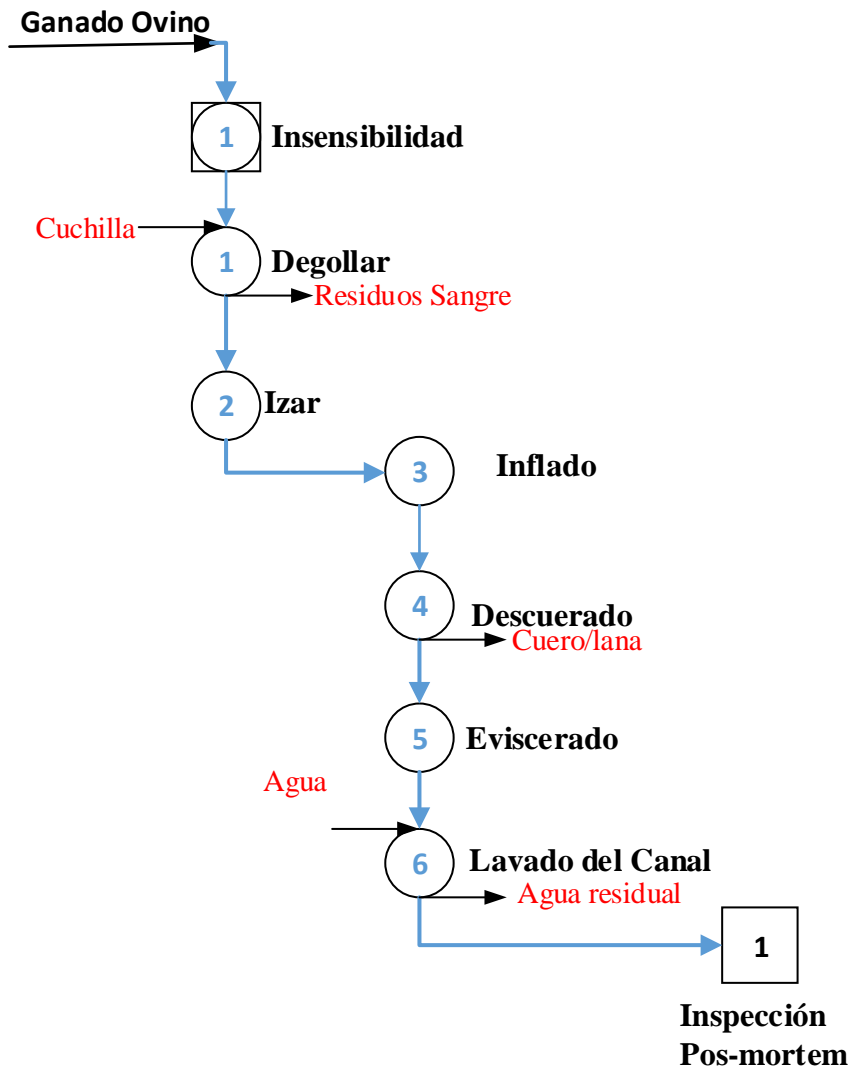 Ganado Ovino
1 Insensibilidad
Cuchilla
1 Degollar
Residuos Sangre
2 Izar
3 Inflado
4 Descuerado
Cuero/lana
5 Eviscerado
Agua
6 Lavado del Canal
Agua residual
1
Inspección
Pos-mortem